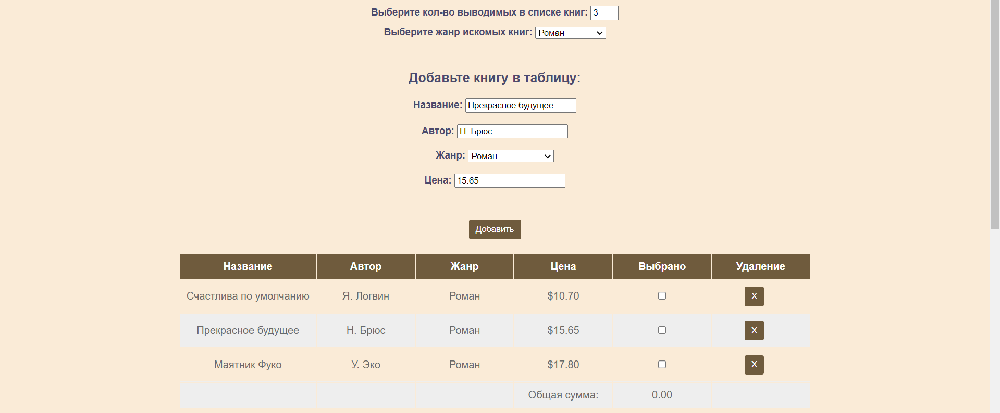 Выберите кол-во выводимых в списке книг: 3
Выберите жанр искомых книг: Роман
Добавьте книгу в таблицу:
Название: Прекрасное будущее
Автор: Н. Брюс
Жанр: Роман
Цена: 15.65
Добавить
Название Автор Жанр Цена Выбрано Удаление
Счастлива по умолчанию Я. Логвин Роман $10.70 X
Прекрасное будущее Н. Брюс Роман $15.65 X
Маятник Фуко У. Эко Роман $17.80 X
Общая сумма: 0.00